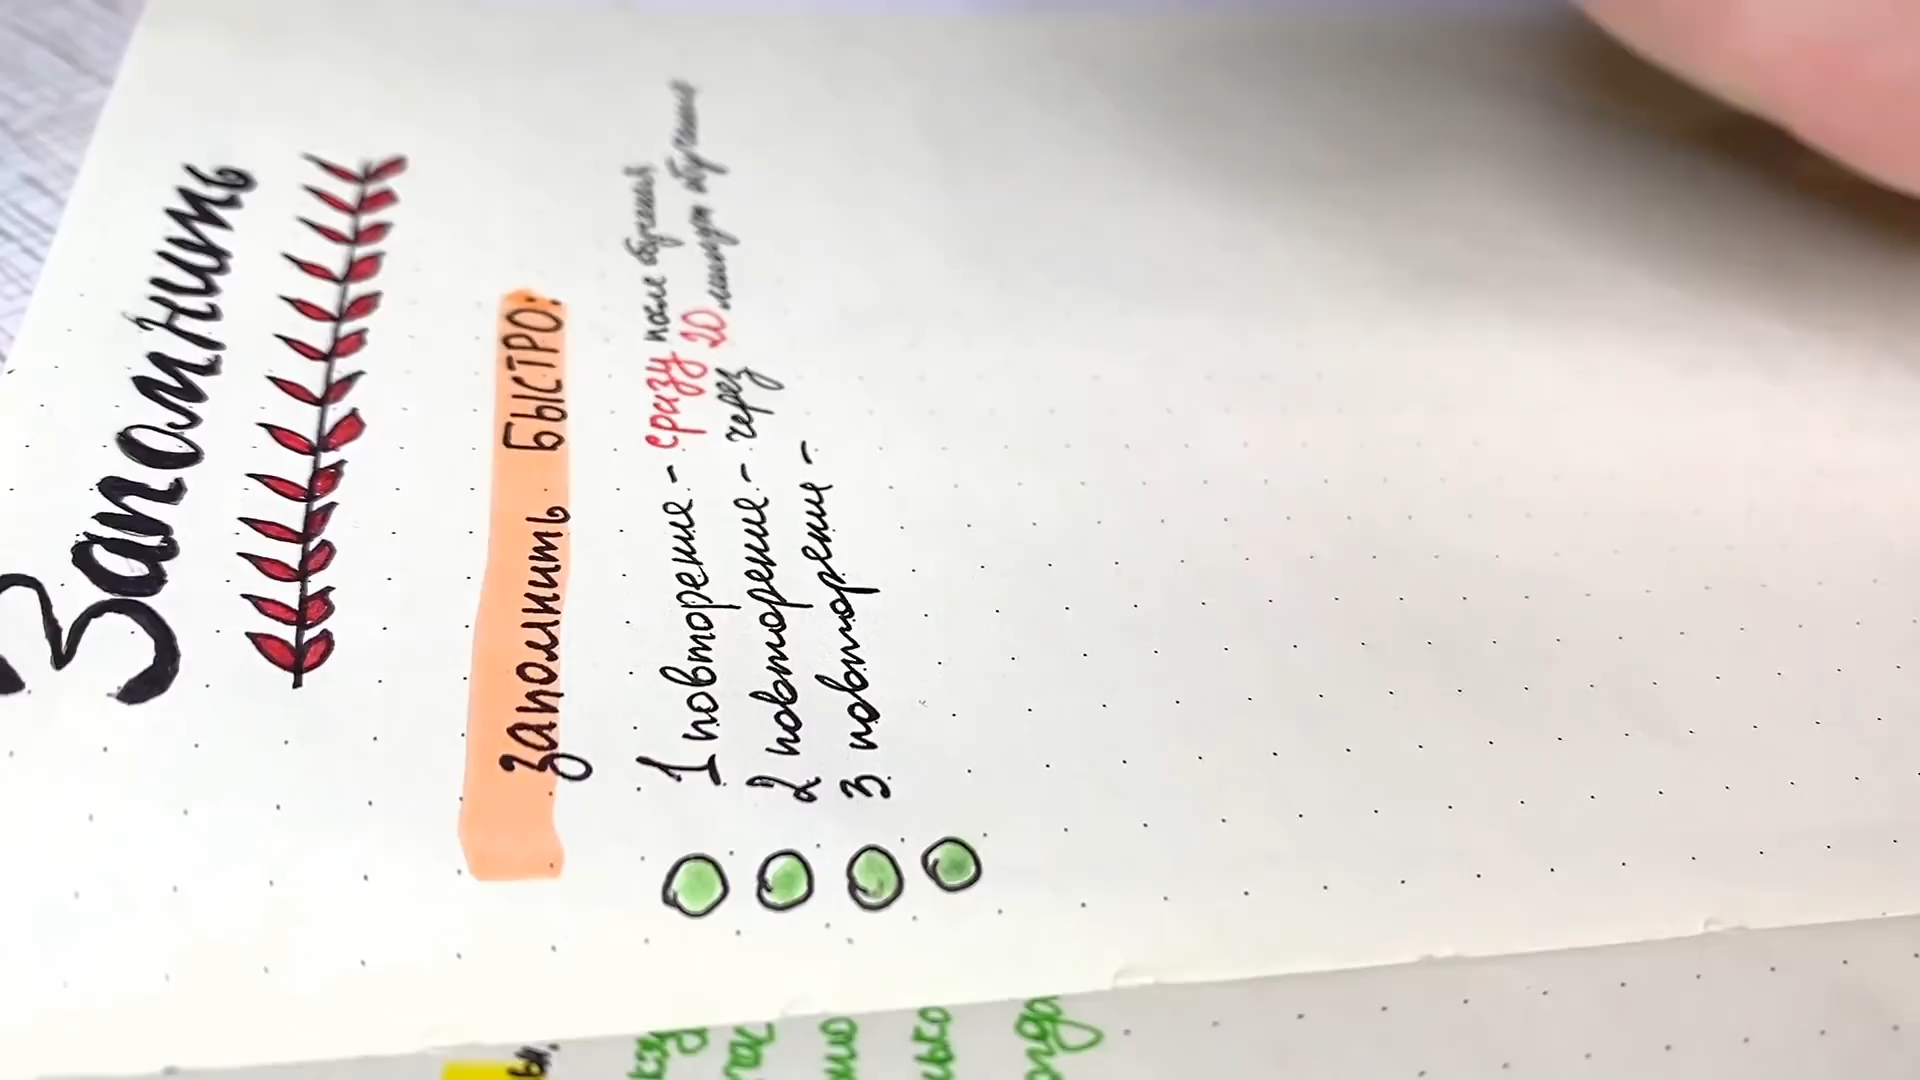 Запомнить
запомнить БЫСТРО:
1 повторение - сразу после обучения
2 повторение - через 20 минут обучения
3 повторение -